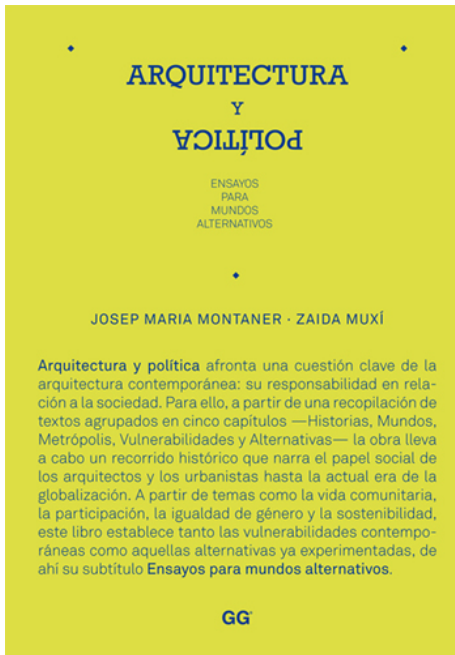 ARQUITECTURA
Y
POLÍTICA
ENSAYOS
PARA
MUNDOS
ALTERNATIVOS
JOSEP MARIA MONTANER · ZAIDA MUXÍ
Arquitectura y política afronta una cuestión clave de la
arquitectura contemporánea: su responsabilidad en rela-
ción a la sociedad. Para ello, a partir de una recopilación de
textos agrupados en cinco capítulos —Historias, Mundos,
Metrópolis, Vulnerabilidades y Alternativas— la obra lleva
a cabo un recorrido histórico que narra el papel social de
los arquitectos y los urbanistas hasta la actual era de la
globalización. A partir de temas como la vida comunitaria,
la participación, la igualdad de género y la sostenibilidad,
este libro establece tanto las vulnerabilidades contempo-
ráneas como aquellas alternativas ya experimentadas, de
ahí su subtítulo Ensayos para mundos alternativos.
GG®